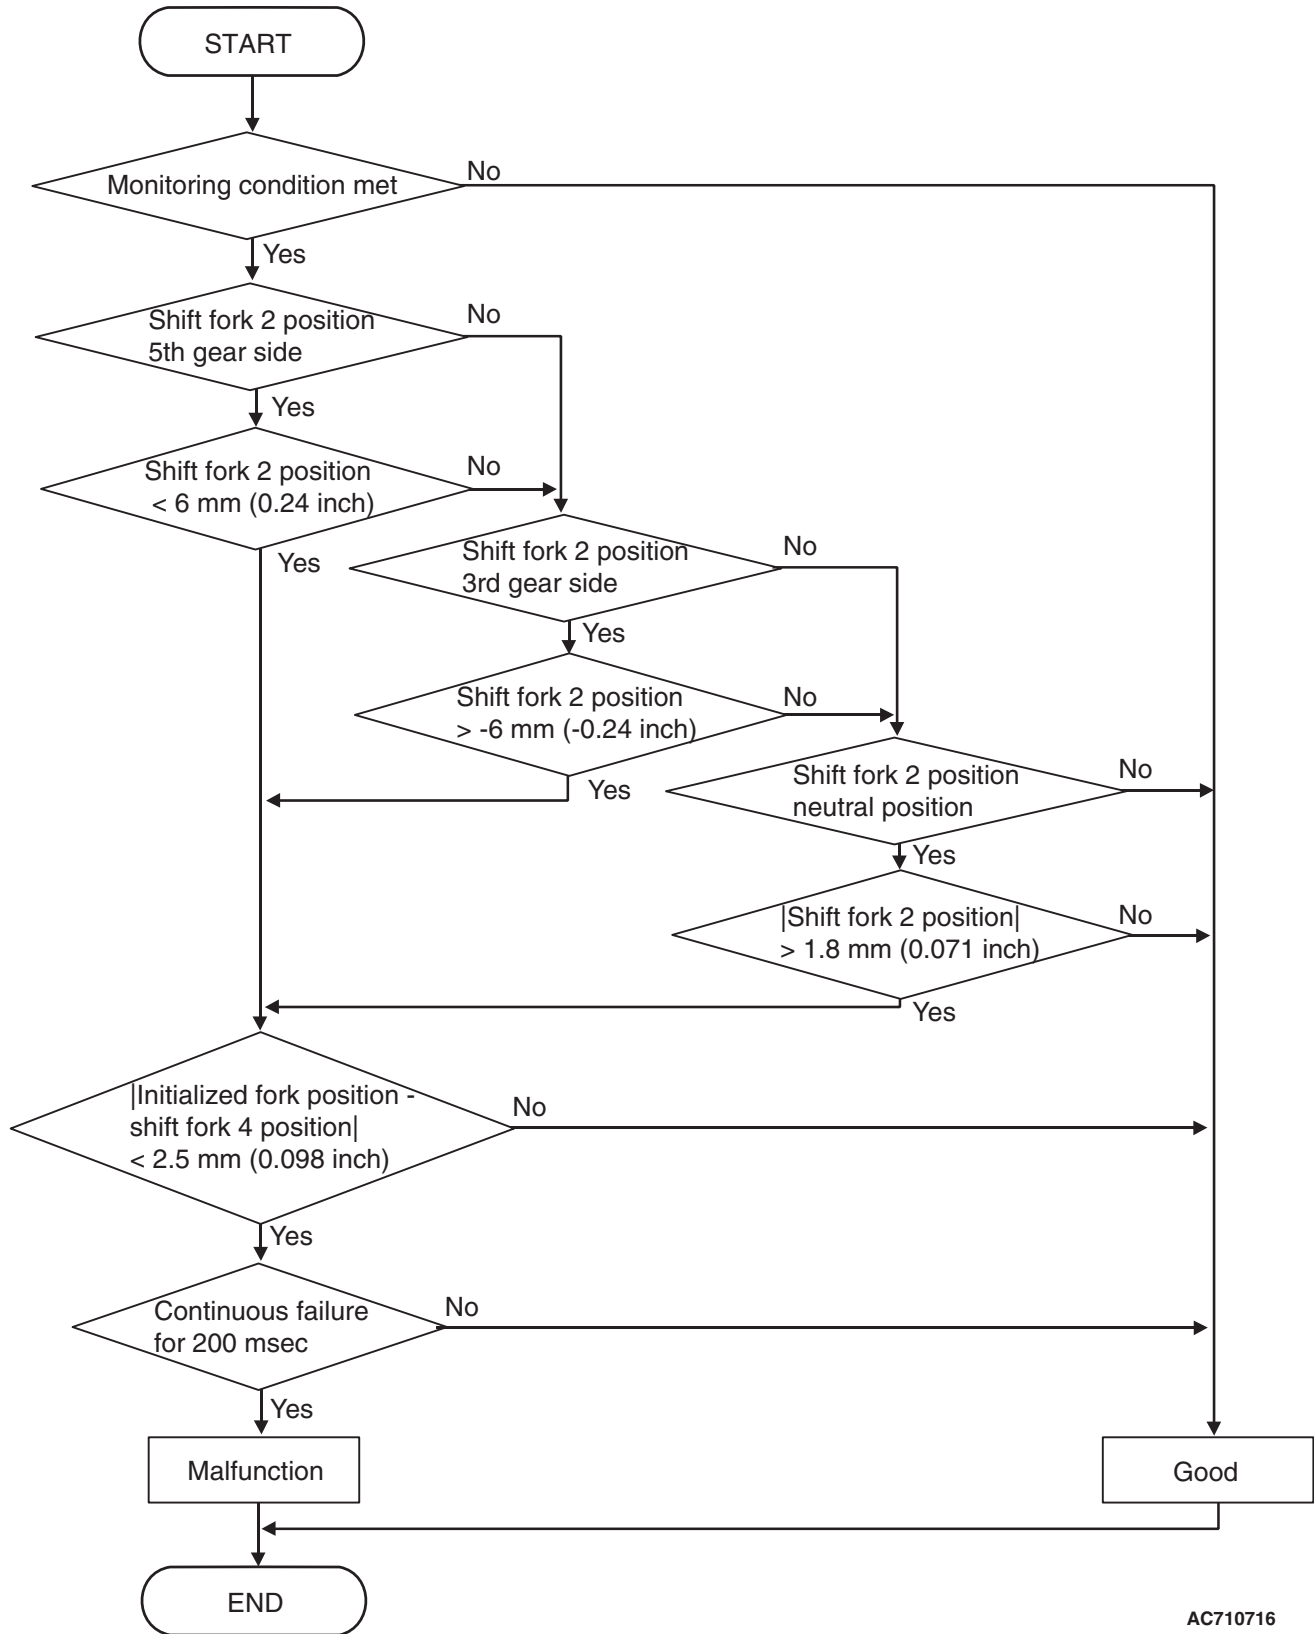 START
Monitoring condition met
No
Yes
Shift fork 2 position
5th gear side
No
Yes
Shift fork 2 position
< 6 mm (0.24 inch)
No
Yes
Shift fork 2 position
3rd gear side
No
Yes
Shift fork 2 position
> -6 mm (-0.24 inch)
No
Yes
Shift fork 2 position
neutral position
No
Yes
|Shift fork 2 position|
> 1.8 mm (0.071 inch)
No
Yes
|Initialized fork position -
shift fork 4 position|
< 2.5 mm (0.098 inch)
No
Yes
Continuous failure
for 200 msec
No
Yes
Malfunction
Good
END
AC710716